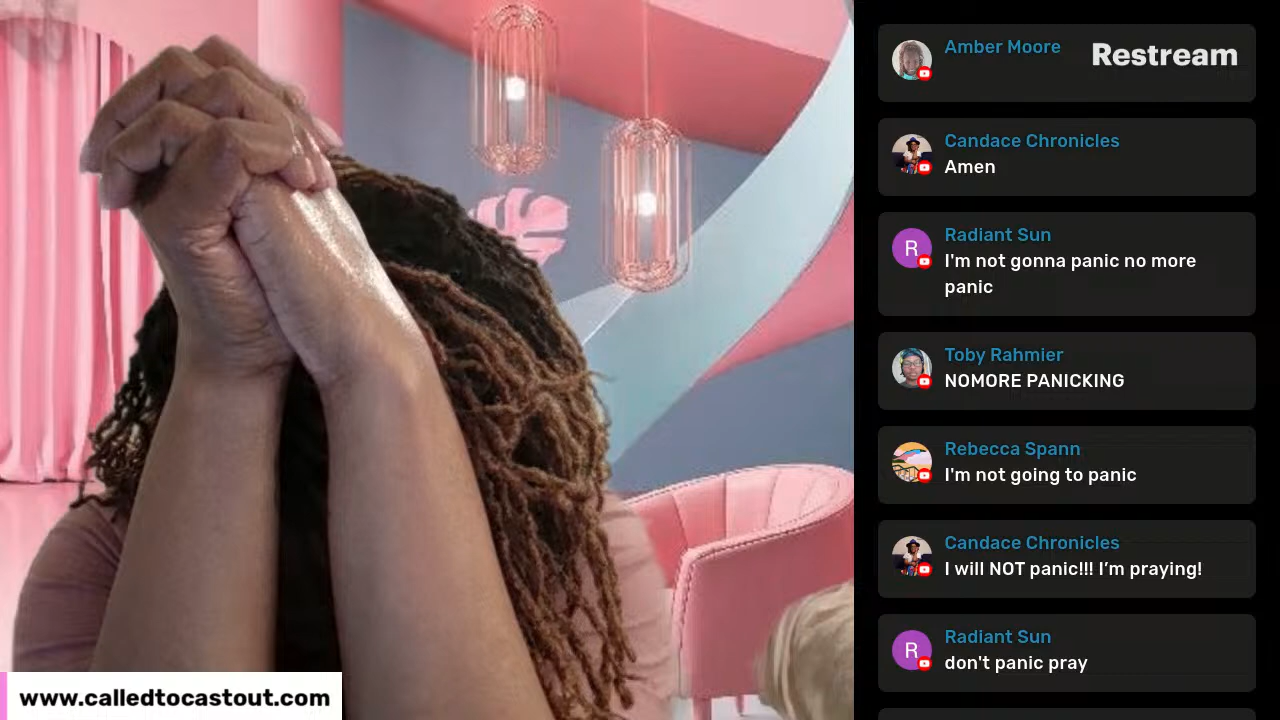 Amber Moore
Restream
Candace Chronicles
Amen
Radiant Sun
R
I'm not gonna panic no more
panic
Toby Rahmier
NOMORE PANICKING
Rebecca Spann
I'm not going to panic
Candace Chronicles
I will NOT panic!!! I’m praying!
Radiant Sun
R
don't panic pray
www.calledtocastout.com